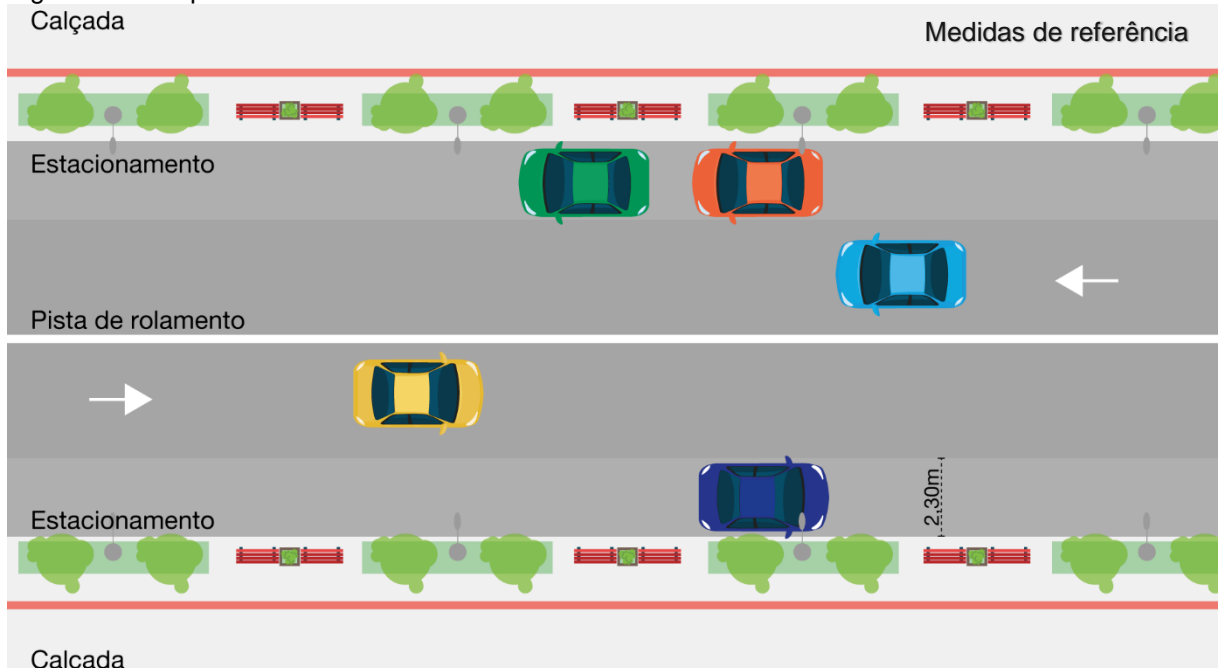 Calçada
Medidas de referência
Estacionamento
Pista de rolamento
Estacionamento
2.30m
Calçada